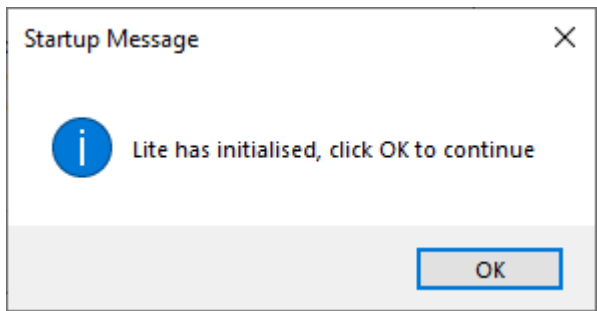 Startup Message
Lite has initialised, click OK to continue
OK